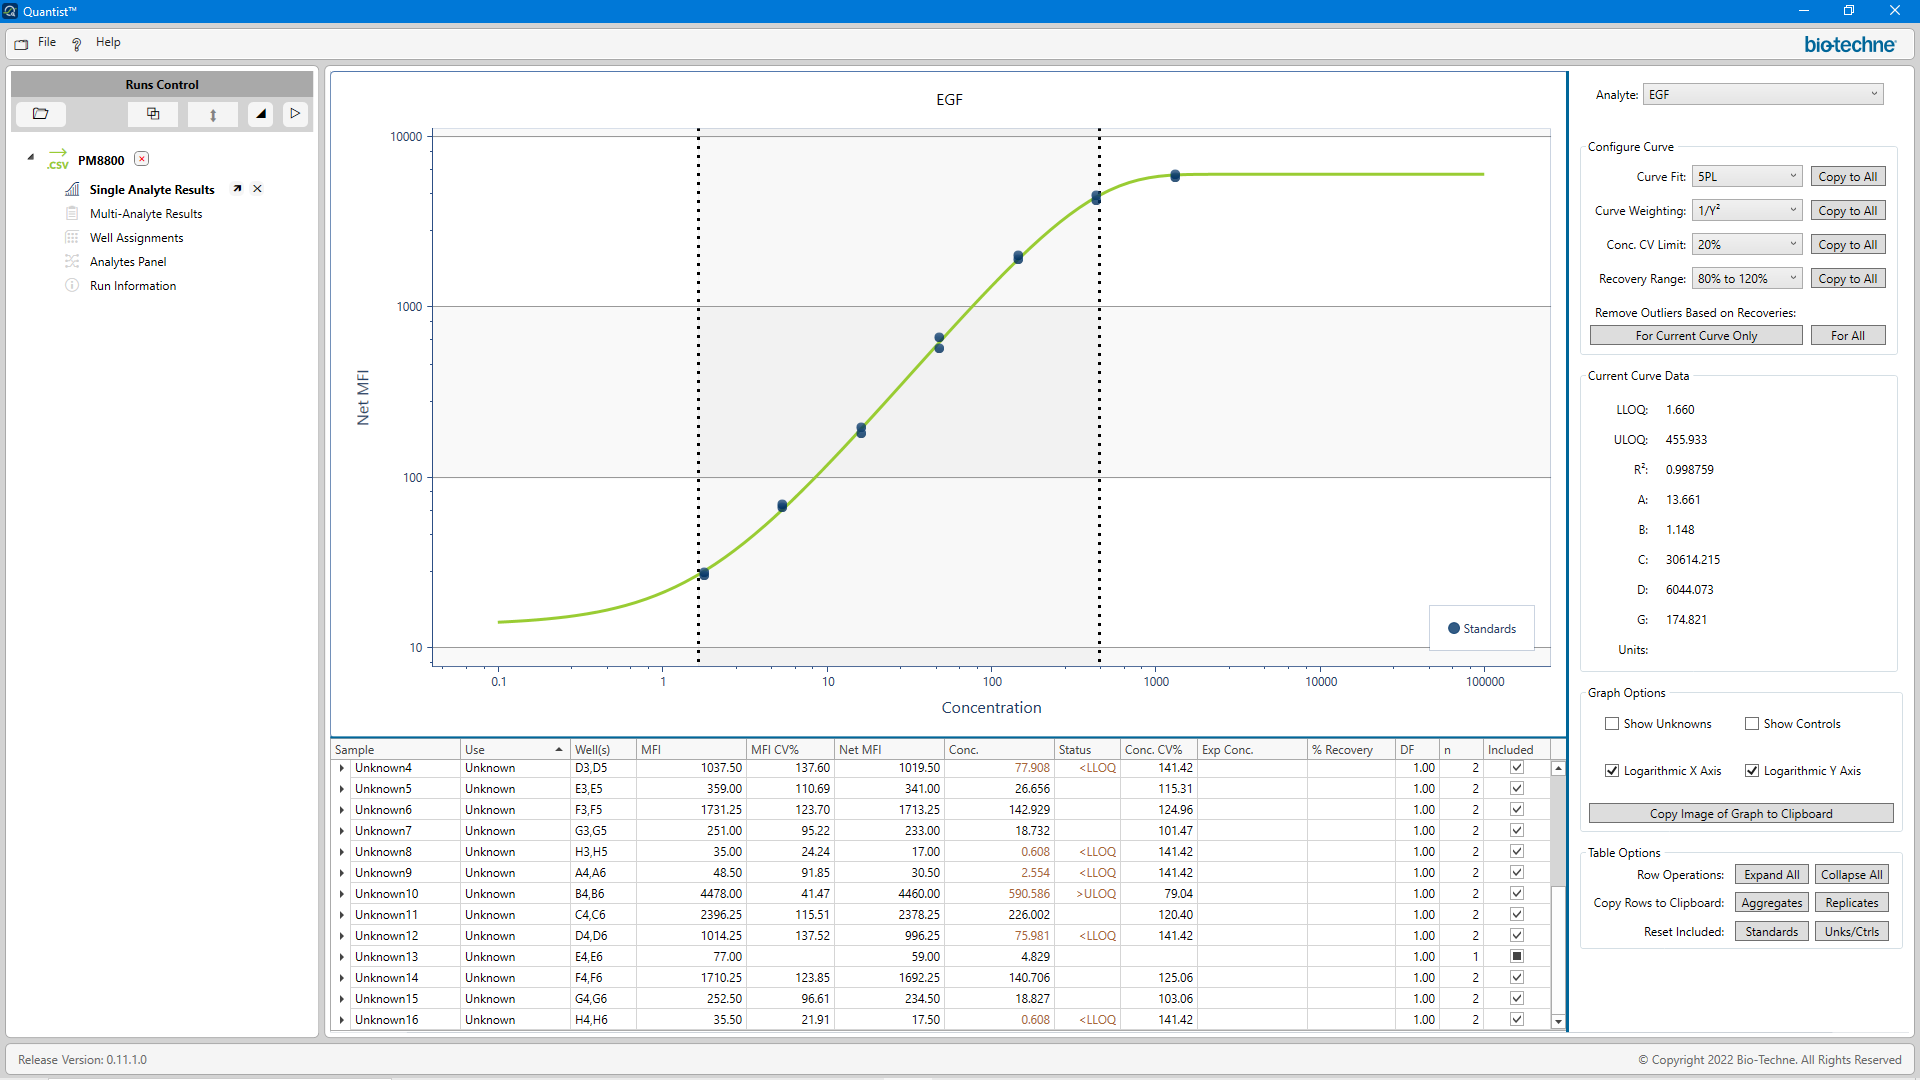 Quantist™
File Help
bio-techne
Runs Control
.csv PM8800
Single Analyte Results
Multi-Analyte Results
Well Assignments
Analytes Panel
Run Information
EGF
10000
1000
100
10
Net MFI
0.1 1 10 100 1000 10000 100000
Concentration
Standards
Sample Use Well(s) MFI MFI CV% Net MFI Conc. Status Conc. CV% Exp Conc. % Recovery DF n Included
Unknown4 Unknown D3,D5 1037.50 137.60 1019.50 77.908 <LLOQ 141.42 1.00 2
Unknown5 Unknown E3,E5 359.00 110.69 341.00 26.656 115.31 1.00 2
Unknown6 Unknown F3,F5 1731.25 123.70 1713.25 142.929 124.96 1.00 2
Unknown7 Unknown G3,G5 251.00 95.22 233.00 18.732 101.47 1.00 2
Unknown8 Unknown H3,H5 35.00 24.24 17.00 0.608 <LLOQ 141.42 1.00 2
Unknown9 Unknown A4,A6 48.50 91.85 30.50 2.554 <LLOQ 141.42 1.00 2
Unknown10 Unknown B4,B6 4478.00 41.47 4460.00 590.586 >ULOQ 79.04 1.00 2
Unknown11 Unknown C4,C6 2396.25 115.51 2378.25 226.002 120.40 1.00 2
Unknown12 Unknown D4,D6 1014.25 137.52 996.25 75.981 <LLOQ 141.42 1.00 2
Unknown13 Unknown E4,E6 77.00 59.00 4.829 1.00 1
Unknown14 Unknown F4,F6 1710.25 123.85 1692.25 140.706 125.06 1.00 2
Unknown15 Unknown G4,G6 252.50 96.61 234.50 18.827 103.06 1.00 2
Unknown16 Unknown H4,H6 35.50 21.91 17.50 0.608 <LLOQ 141.42 1.00 2
Analyte: EGF
Configure Curve
Curve Fit: 5PL Copy to All
Curve Weighting: 1/Y² Copy to All
Conc. CV Limit: 20% Copy to All
Recovery Range: 80% to 120% Copy to All
Remove Outliers Based on Recoveries:
For Current Curve Only For All
Current Curve Data
LLOQ: 1.660
ULOQ: 455.933
R²: 0.998759
A: 13.661
B: 1.148
C: 30614.215
D: 6044.073
G: 174.821
Units:
Graph Options
Show Unknowns Show Controls
Logarithmic X Axis Logarithmic Y Axis
Copy Image of Graph to Clipboard
Table Options
Row Operations: Expand All Collapse All
Copy Rows to Clipboard: Aggregates Replicates
Reset Included: Standards Unks/Ctrls
Release Version: 0.11.1.0
© Copyright 2022 Bio-Techne. All Rights Reserved